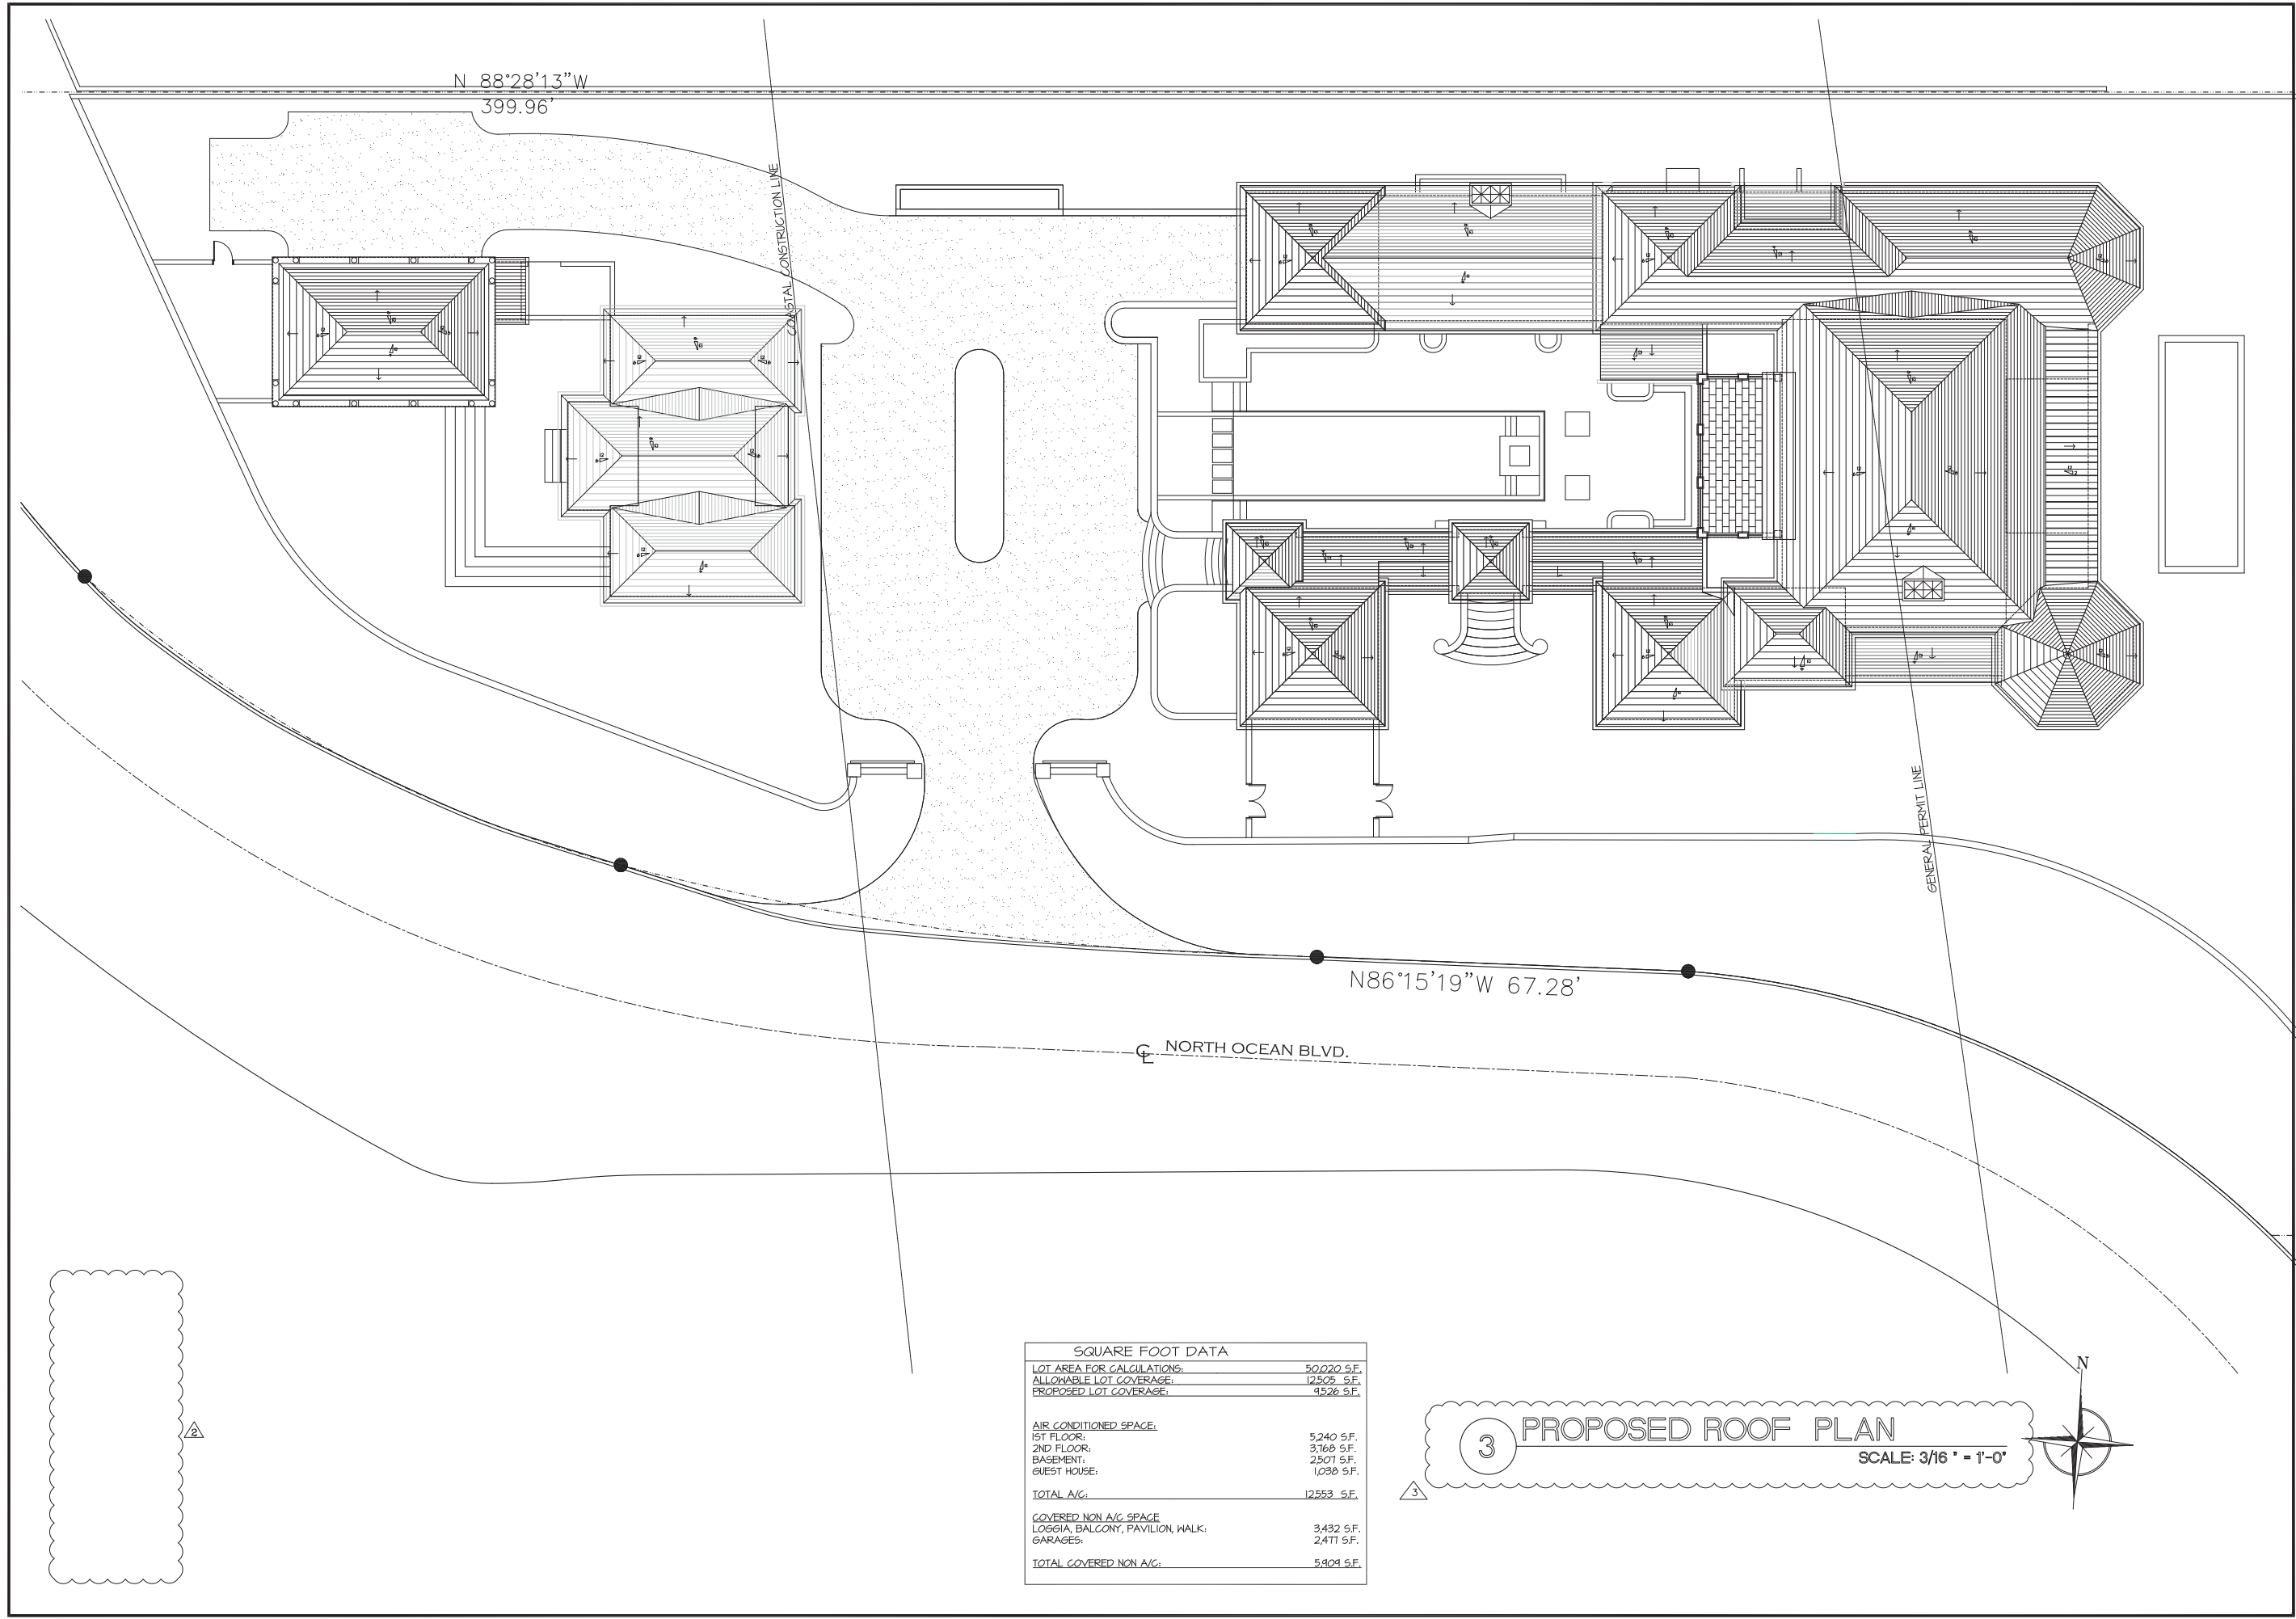 N 88°28'13"W
399.96'
COASTAL CONSTRUCTION LINE
GENERAL PERMIT LINE
N86°15'19"W 67.28'
℄ NORTH OCEAN BLVD.
SQUARE FOOT DATA
LOT AREA FOR CALCULATIONS: 50,020 S.F.
ALLOWABLE LOT COVERAGE: 12,505 S.F.
PROPOSED LOT COVERAGE: 9,526 S.F.
AIR CONDITIONED SPACE:
1ST FLOOR: 5,240 S.F.
2ND FLOOR: 3,768 S.F.
BASEMENT: 2,507 S.F.
GUEST HOUSE: 1,038 S.F.
TOTAL A/C: 12,553 S.F.
COVERED NON A/C SPACE
LOGGIA, BALCONY, PAVILION, WALK: 3,432 S.F.
GARAGES: 2,477 S.F.
TOTAL COVERED NON A/C: 5,909 S.F.
2
3
3 PROPOSED ROOF PLAN
SCALE: 3/16 " = 1'-0"
N